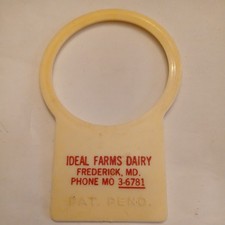 IDEAL FARMS DAIRY
FREDERICK, MD.
PHONE MO 3-6781
PAT. PEND.